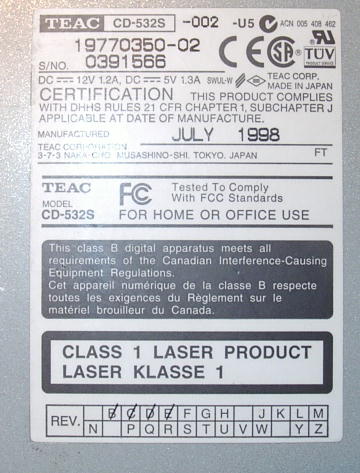 TEAC CD-532S -002 -U5 ACN 005 408 462
19770350-02
S/NO. 0391566
CE SA TÜV
DC 12V 1.2A, DC 5V 1.3A SWUL-W TEAC CORP.
MADE IN JAPAN
CERTIFICATION THIS PRODUCT COMPLIES
WITH DHHS RULES 21 CFR CHAPTER 1, SUBCHAPTER J
APPLICABLE AT DATE OF MANUFACTURE.
MANUFACTURED JULY 1998
TEAC CORPORATION
3-7-3 NAKA-CHO, MUSASHINO-SHI, TOKYO, JAPAN FT
TEAC
MODEL
CD-532S
FC Tested To Comply
With FCC Standards
FOR HOME OR OFFICE USE
This class B digital apparatus meets all
requirements of the Canadian Interference-Causing
Equipment Regulations.
Cet appareil numérique de la classe B respecte
toutes les exigences du Règlement sur le
matériel brouilleur du Canada.
CLASS 1 LASER PRODUCT
LASER KLASSE 1
REV. B C D E F G H J K L M
N P Q R S T U V W Y Z